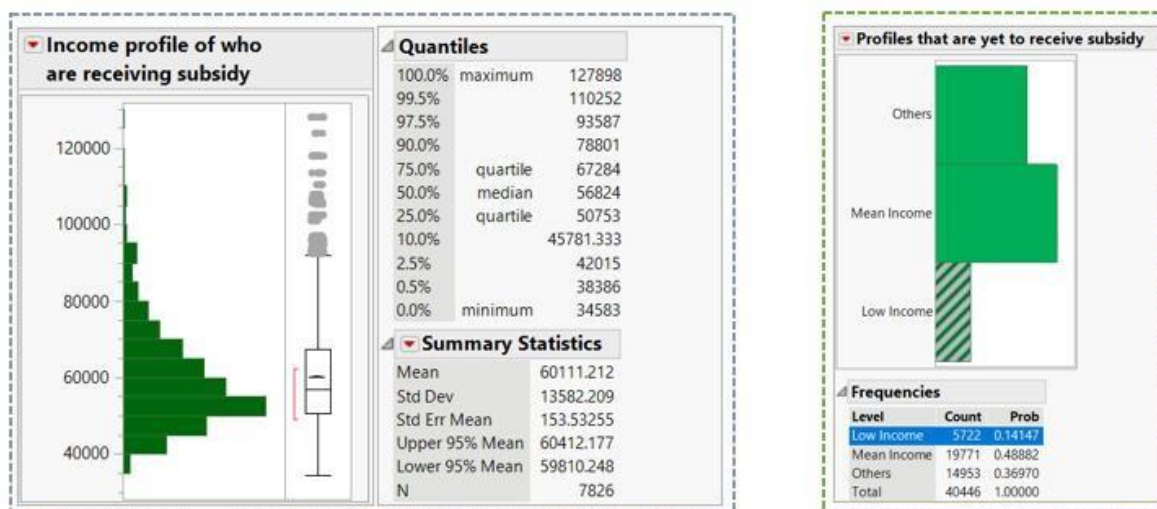 Income profile of who
are receiving subsidy
120000
100000
80000
60000
40000
Quantiles
100.0% maximum 127898
99.5% 110252
97.5% 93587
90.0% 78801
75.0% quartile 67284
50.0% median 56824
25.0% quartile 50753
10.0% 45781.333
2.5% 42015
0.5% 38386
0.0% minimum 34583
Summary Statistics
Mean 60111.212
Std Dev 13582.209
Std Err Mean 153.53255
Upper 95% Mean 60412.177
Lower 95% Mean 59810.248
N 7826
Profiles that are yet to receive subsidy
Others
Mean Income
Low Income
Frequencies
Level Count Prob
Low Income 5722 0.14147
Mean Income 19771 0.48882
Others 14953 0.36970
Total 40446 1.00000